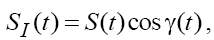 S_I(t) = S(t) cos γ(t),